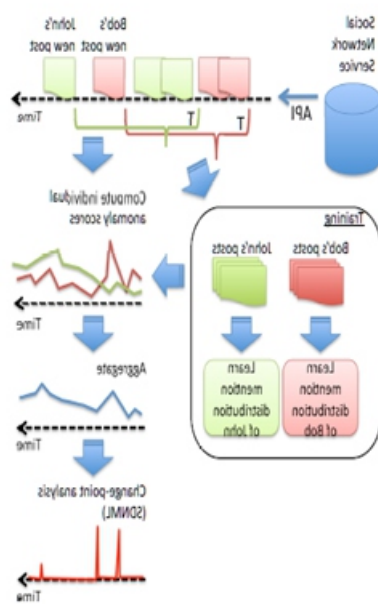 Social
Network
Service
API
Bob's
new post
John's
new post
T
T
Time
Training
Bob's posts
John's posts
Learn
mention
distribution
of Bob
Learn
mention
distribution
of John
Compute individual
anomaly scores
Time
Aggregate
Time
Change-point analysis
(SDNML)
Time